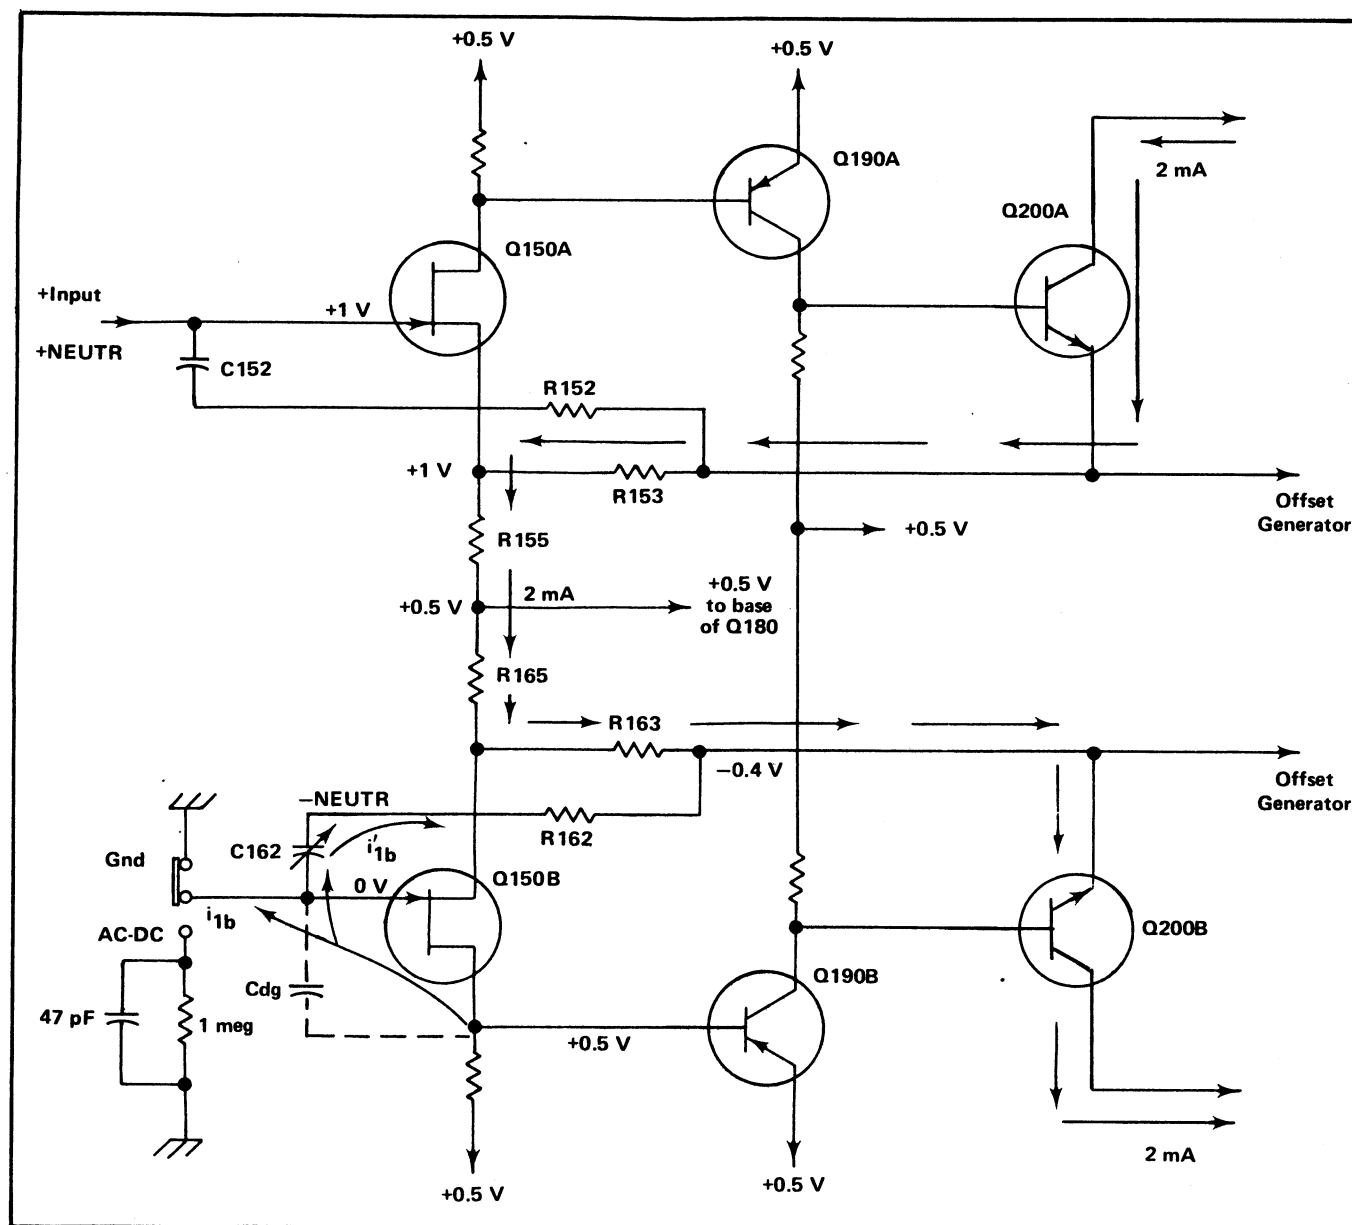 +0.5 V
+0.5 V
Q190A
2 mA
Q200A
Q150A
+Input
+1 V
+NEUTR
C152
R152
+1 V
R153
Offset
Generator
+0.5 V
R155
+0.5 V
2 mA
+0.5 V
to base
of Q180
R165
R163
−0.4 V
Offset
Generator
−NEUTR
R162
C162
i'1b
Gnd
0 V
Q150B
i1b
AC-DC
Q200B
Cdg
Q190B
47 pF
1 meg
+0.5 V
2 mA
+0.5 V
+0.5 V